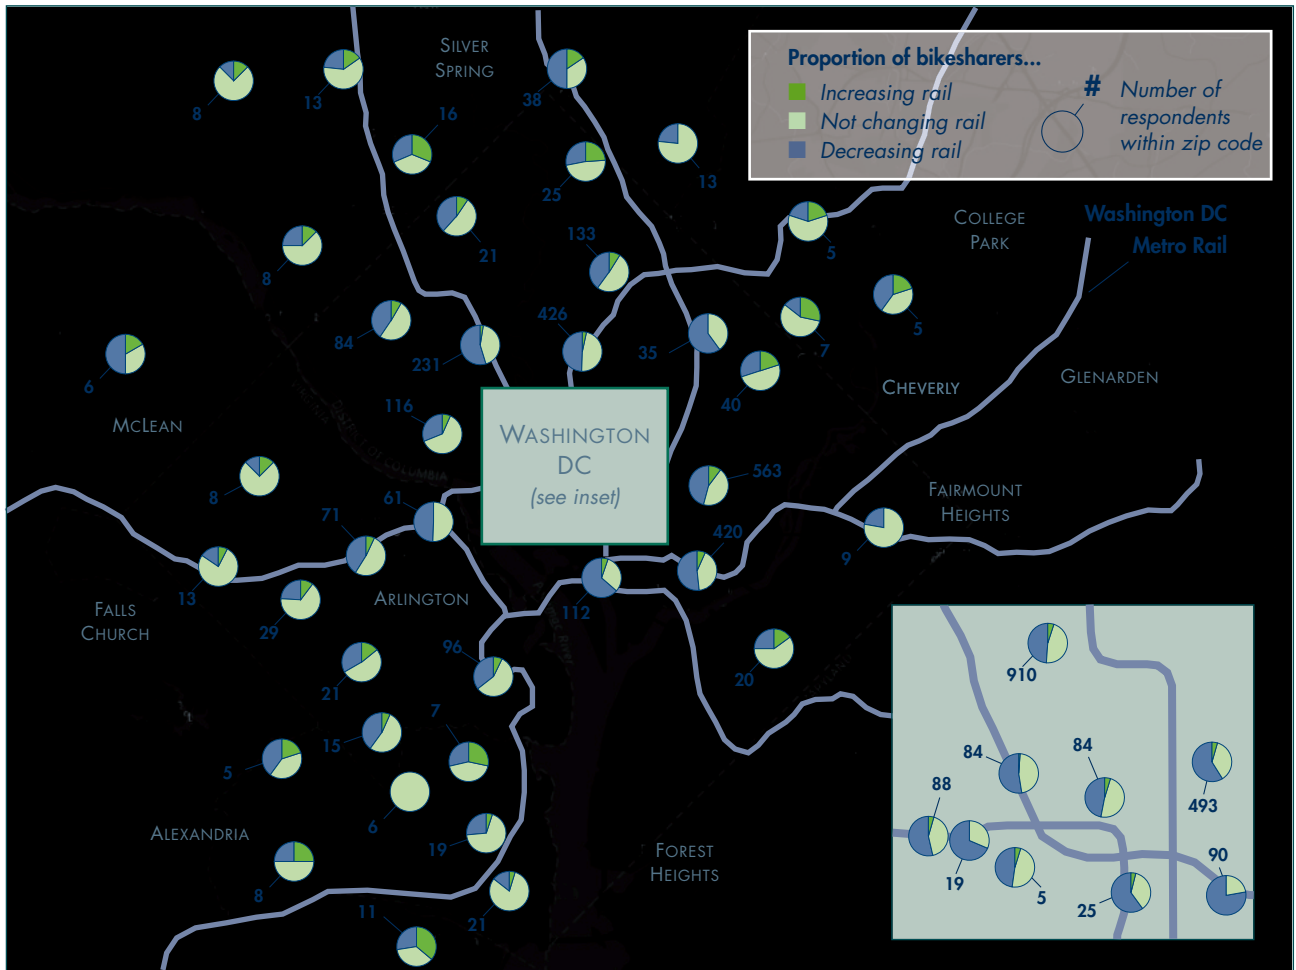 SILVER
SPRING
Proportion of bikesharers...
Increasing rail
Not changing rail
Decreasing rail
#
Number of
respondents
within zip code
8
13
16
38
25
13
21
133
5
COLLEGE
PARK
Washington DC
Metro Rail
8
84
231
426
35
7
5
6
40
CHEVERLY
GLENARDEN
MCLEAN
116
WASHINGTON
DC
(see inset)
563
8
61
71
420
FAIRMOUNT
HEIGHTS
9
13
29
ARLINGTON
112
FALLS
CHURCH
96
21
20
7
15
5
6
ALEXANDRIA
19
8
21
11
FOREST
HEIGHTS
910
84
84
88
493
19
5
25
90